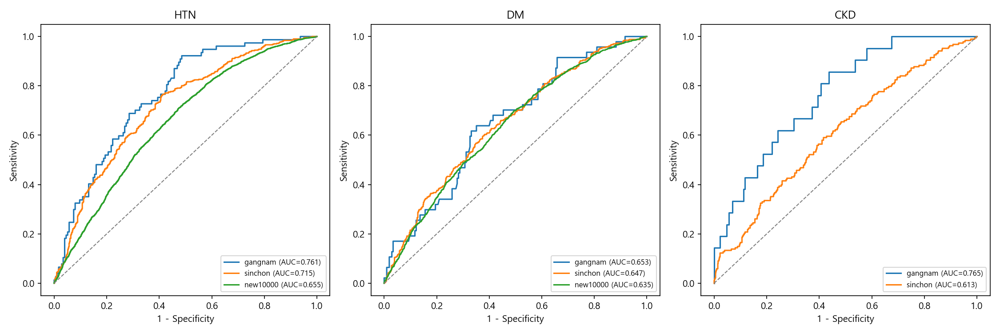 HTN
Sensitivity
1.0
0.8
0.6
0.4
0.2
0.0
gangnam (AUC=0.761)
sinchon (AUC=0.715)
new10000 (AUC=0.655)
0.0 0.2 0.4 0.6 0.8 1.0
1 - Specificity
DM
Sensitivity
1.0
0.8
0.6
0.4
0.2
0.0
gangnam (AUC=0.653)
sinchon (AUC=0.647)
new10000 (AUC=0.635)
0.0 0.2 0.4 0.6 0.8 1.0
1 - Specificity
CKD
Sensitivity
1.0
0.8
0.6
0.4
0.2
0.0
gangnam (AUC=0.765)
sinchon (AUC=0.613)
0.0 0.2 0.4 0.6 0.8 1.0
1 - Specificity